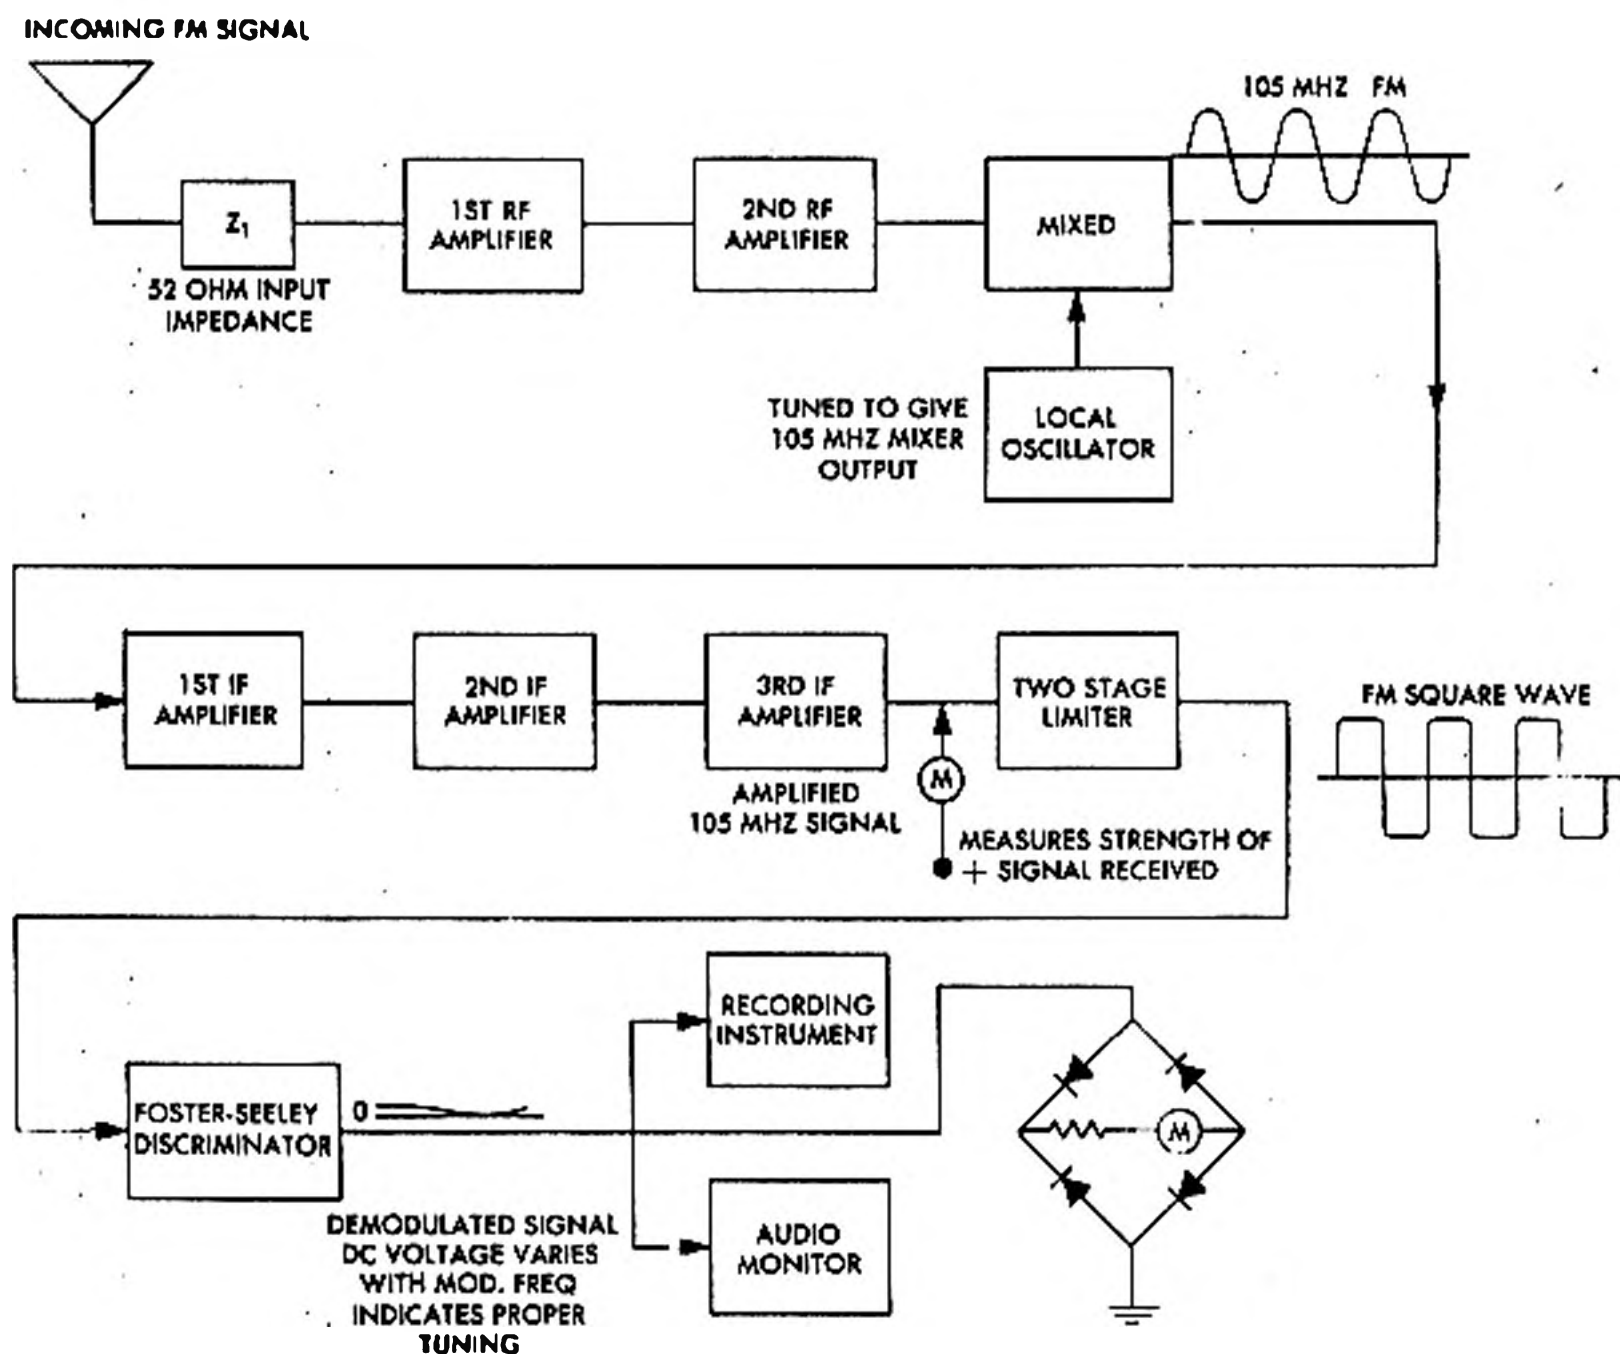 INCOMING FM SIGNAL
105 MHZ FM
Z1
52 OHM INPUT
IMPEDANCE
1ST RF
AMPLIFIER
2ND RF
AMPLIFIER
MIXED
TUNED TO GIVE
105 MHZ MIXER
OUTPUT
LOCAL
OSCILLATOR
1ST IF
AMPLIFIER
2ND IF
AMPLIFIER
3RD IF
AMPLIFIER
AMPLIFIED
105 MHZ SIGNAL
TWO STAGE
LIMITER
M
MEASURES STRENGTH OF
+ SIGNAL RECEIVED
FM SQUARE WAVE
FOSTER-SEELEY
DISCRIMINATOR
0
DEMODULATED SIGNAL
DC VOLTAGE VARIES
WITH MOD. FREQ
INDICATES PROPER
TUNING
RECORDING
INSTRUMENT
AUDIO
MONITOR
M